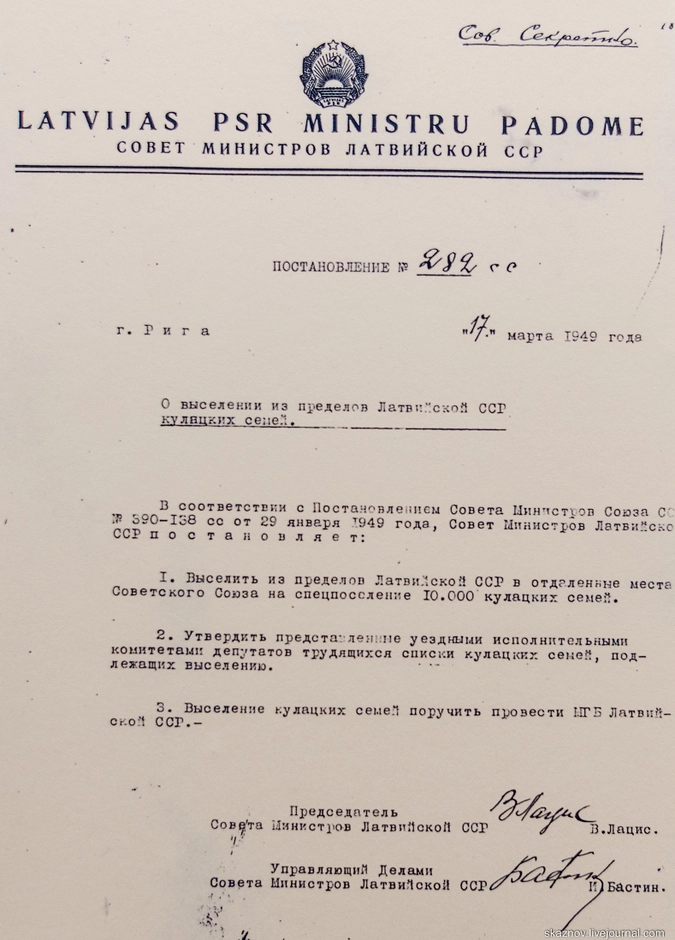 Сов. Секретно.
LATVIJAS PSR MINISTRU PADOME
СОВЕТ МИНИСТРОВ ЛАТВИЙСКОЙ ССР
ПОСТАНОВЛЕНИЕ № 282 сс
г. Рига
"17." марта 1949 года
О выселении из пределов Латвийской ССР
кулацких семей.
В соответствии с Постановлением Совета Министров Союза СС
№ 390-138 сс от 29 января 1949 года, Совет Министров Латвийско
ССР п о с т а н о в л я е т:
1. Выселить из пределов Латвийской ССР в отдаленные места
Советского Союза на спецпоселение 10.000 кулацких семей.
2. Утвердить представленные уездными исполнительными
комитетами депутатов трудящихся списки кулацких семей, под-
лежащих выселению.
3. Выселение кулацких семей поручить провести МГБ Латвий-
ской ССР.-
Председатель
Совета Министров Латвийской ССР ВЛацис В.Лацис.
Управляющий Делами
Совета Министров Латвийской ССР И.Бастин.
skaznov.livejournal.com